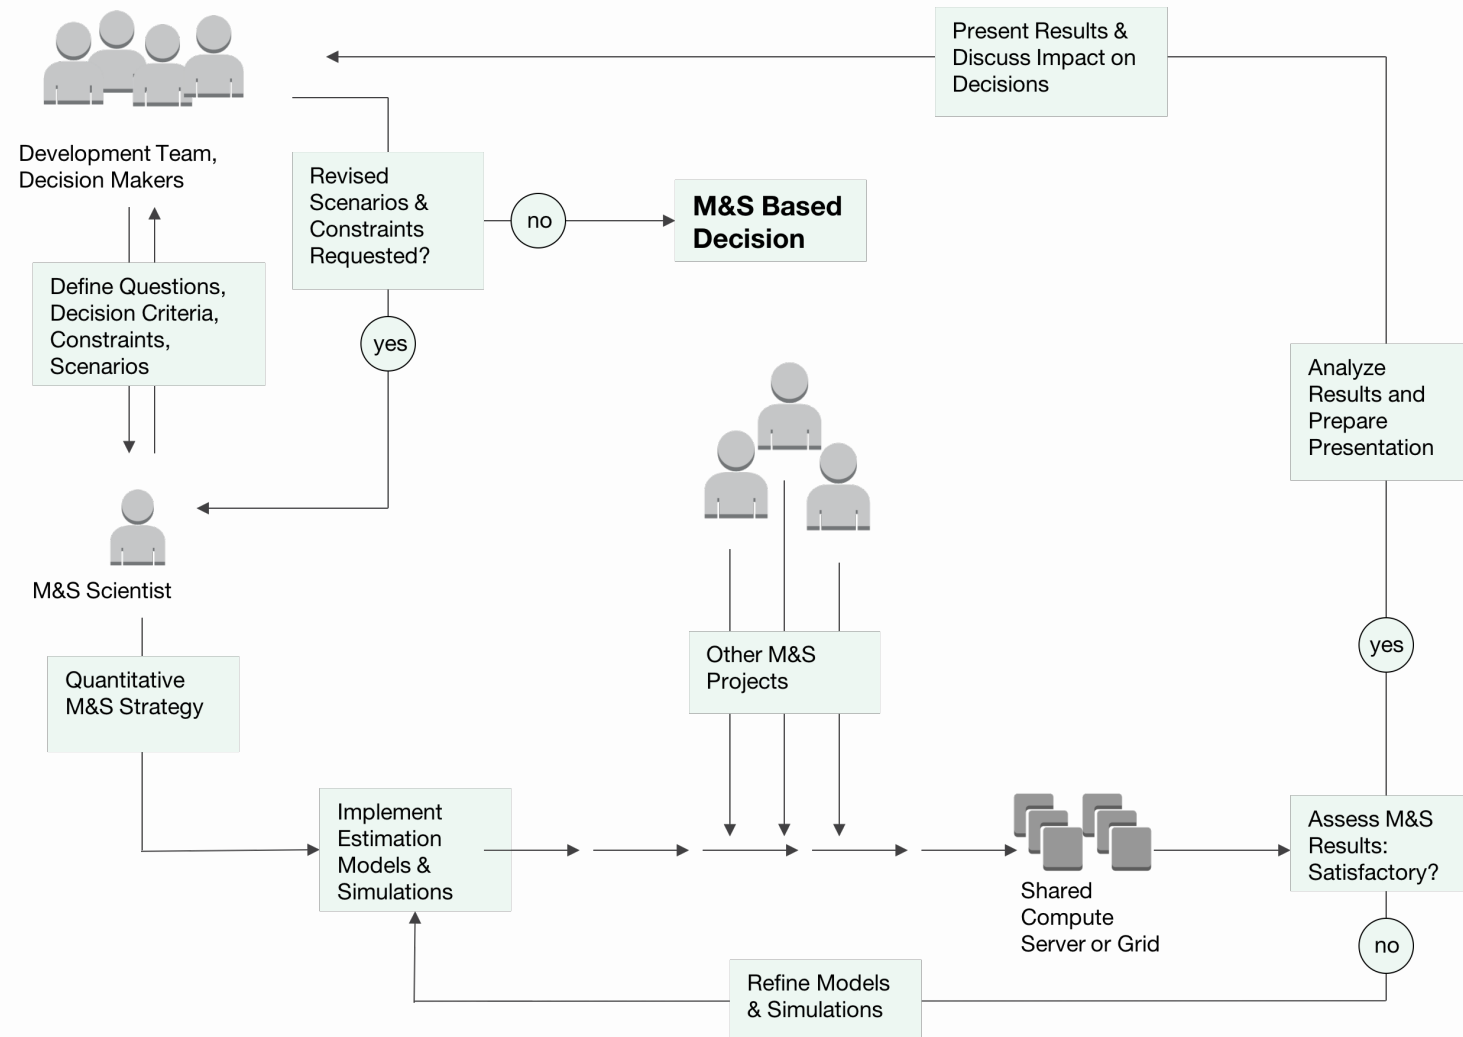 Present Results &
Discuss Impact on
Decisions
Development Team,
Decision Makers
Revised
Scenarios &
Constraints
Requested?
no
M&S Based
Decision
Define Questions,
Decision Criteria,
Constraints,
Scenarios
yes
Analyze
Results and
Prepare
Presentation
M&S Scientist
Quantitative
M&S Strategy
Other M&S
Projects
yes
Implement
Estimation
Models &
Simulations
Shared
Compute
Server or Grid
Assess M&S
Results:
Satisfactory?
no
Refine Models
& Simulations